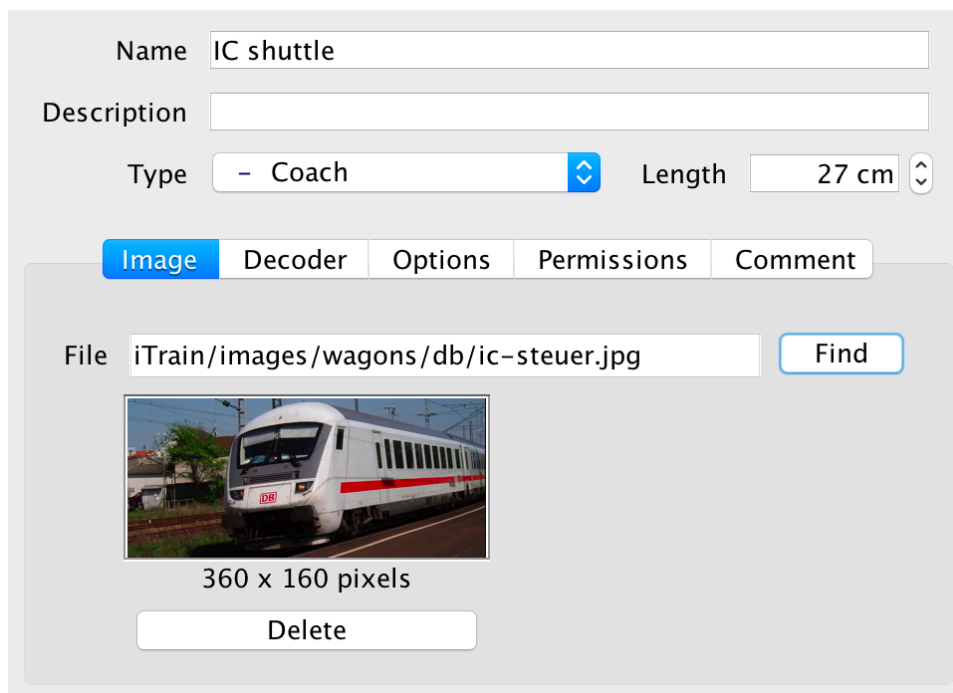 Name IC shuttle
Description
Type – Coach Length 27 cm
Image Decoder Options Permissions Comment
File iTrain/images/wagons/db/ic-steuer.jpg Find
DB
360 x 160 pixels
Delete